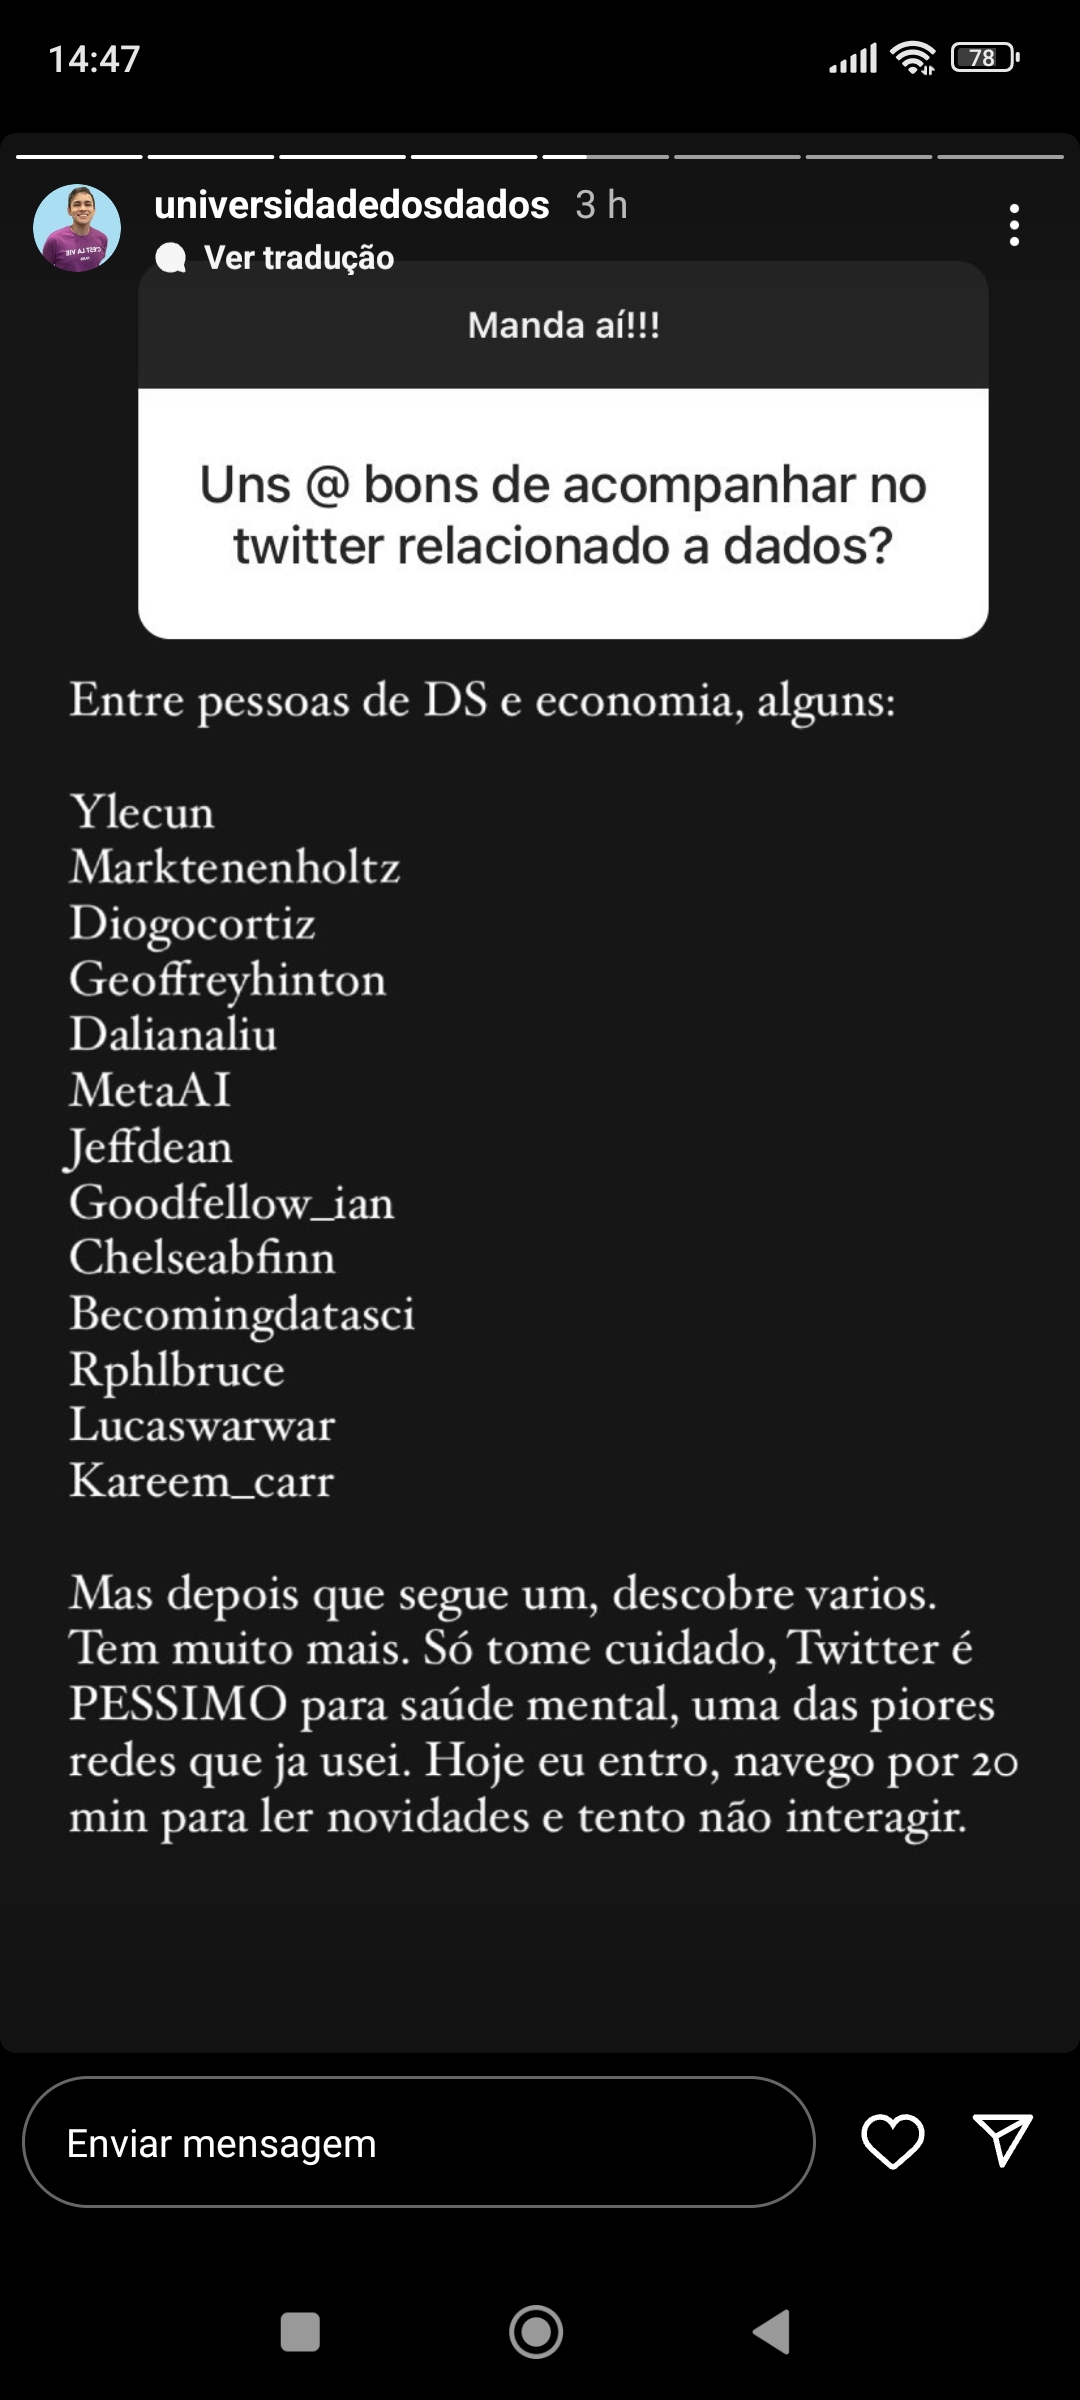 14:47
78
universidadedosdados 3 h
Ver tradução
Manda aí!!!
Uns @ bons de acompanhar no
twitter relacionado a dados?
Entre pessoas de DS e economia, alguns:
Ylecun
Marktenenholtz
Diogocortiz
Geoffreyhinton
Dalianaliu
MetaAI
Jeffdean
Goodfellow_ian
Chelseabfinn
Becomingdatasci
Rphlbruce
Lucaswarwar
Kareem_carr
Mas depois que segue um, descobre varios.
Tem muito mais. Só tome cuidado, Twitter é
PESSIMO para saúde mental, uma das piores
redes que ja usei. Hoje eu entro, navego por 20
min para ler novidades e tento não interagir.
Enviar mensagem